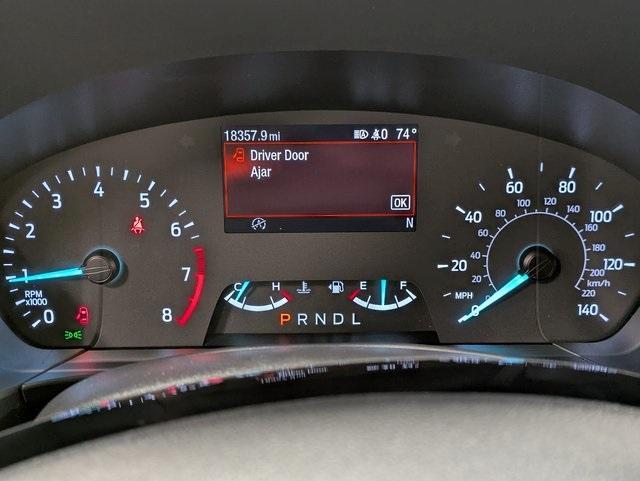 18357.9 mi 0 74°
Driver Door
Ajar
OK
N
0 1 2 3 4 5 6 7 8
RPM
x1000
C H
E F
PRNDL
0 20 40 60 80 100 120 140
MPH
20 40 60 80 100 120 140 160 180 200 220
km/h